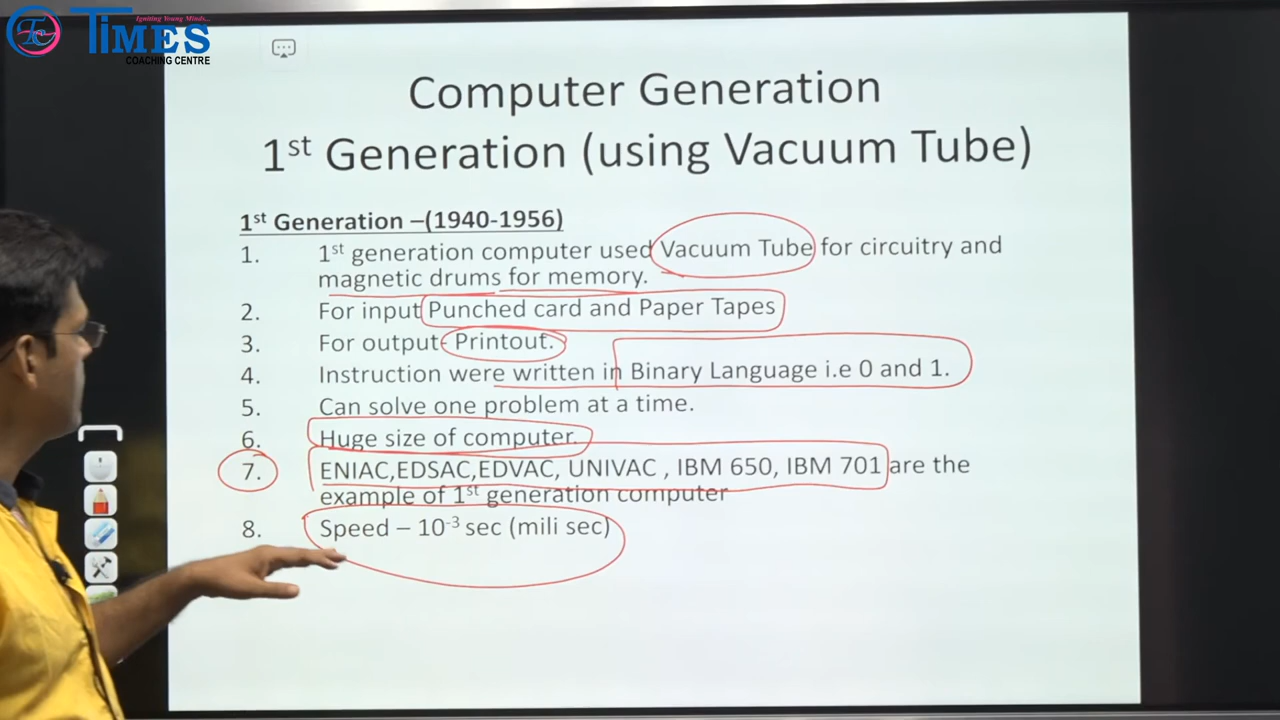 Igniting Young Minds...
TIMES
COACHING CENTRE
Computer Generation
1st Generation (using Vacuum Tube)
1st Generation –(1940-1956)
1. 1st generation computer used Vacuum Tube for circuitry and
magnetic drums for memory.
2. For input Punched card and Paper Tapes
3. For output- Printout.
4. Instruction were written in Binary Language i.e 0 and 1.
5. Can solve one problem at a time.
6. Huge size of computer.
7. ENIAC,EDSAC,EDVAC, UNIVAC , IBM 650, IBM 701 are the
example of 1st generation computer
8. Speed – 10-3 sec (mili sec)